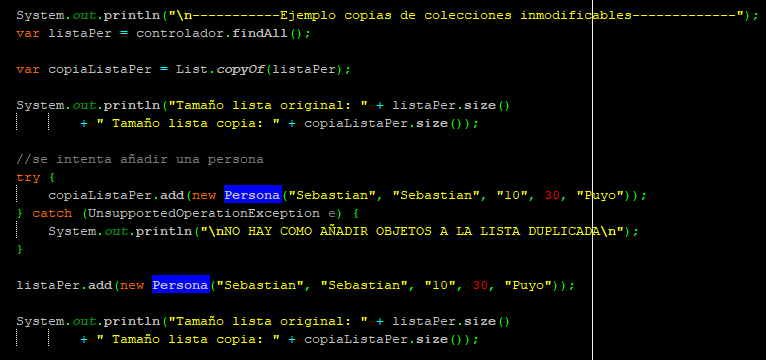 System.out.println("\n-----------Ejemplo copias de colecciones inmodificables-------------");
var listaPer = controlador.findAll();
var copiaListaPer = List.copyOf(listaPer);
System.out.println("Tamaño lista original: " + listaPer.size()
+ " Tamaño lista copia: " + copiaListaPer.size());
//se intenta añadir una persona
try {
copiaListaPer.add(new Persona("Sebastian", "Sebastian", "10", 30, "Puyo"));
} catch (UnsupportedOperationException e) {
System.out.println("\nNO HAY COMO AÑADIR OBJETOS A LA LISTA DUPLICADA\n");
}
listaPer.add(new Persona("Sebastian", "Sebastian", "10", 30, "Puyo"));
System.out.println("Tamaño lista original: " + listaPer.size()
+ " Tamaño lista copia: " + copiaListaPer.size());